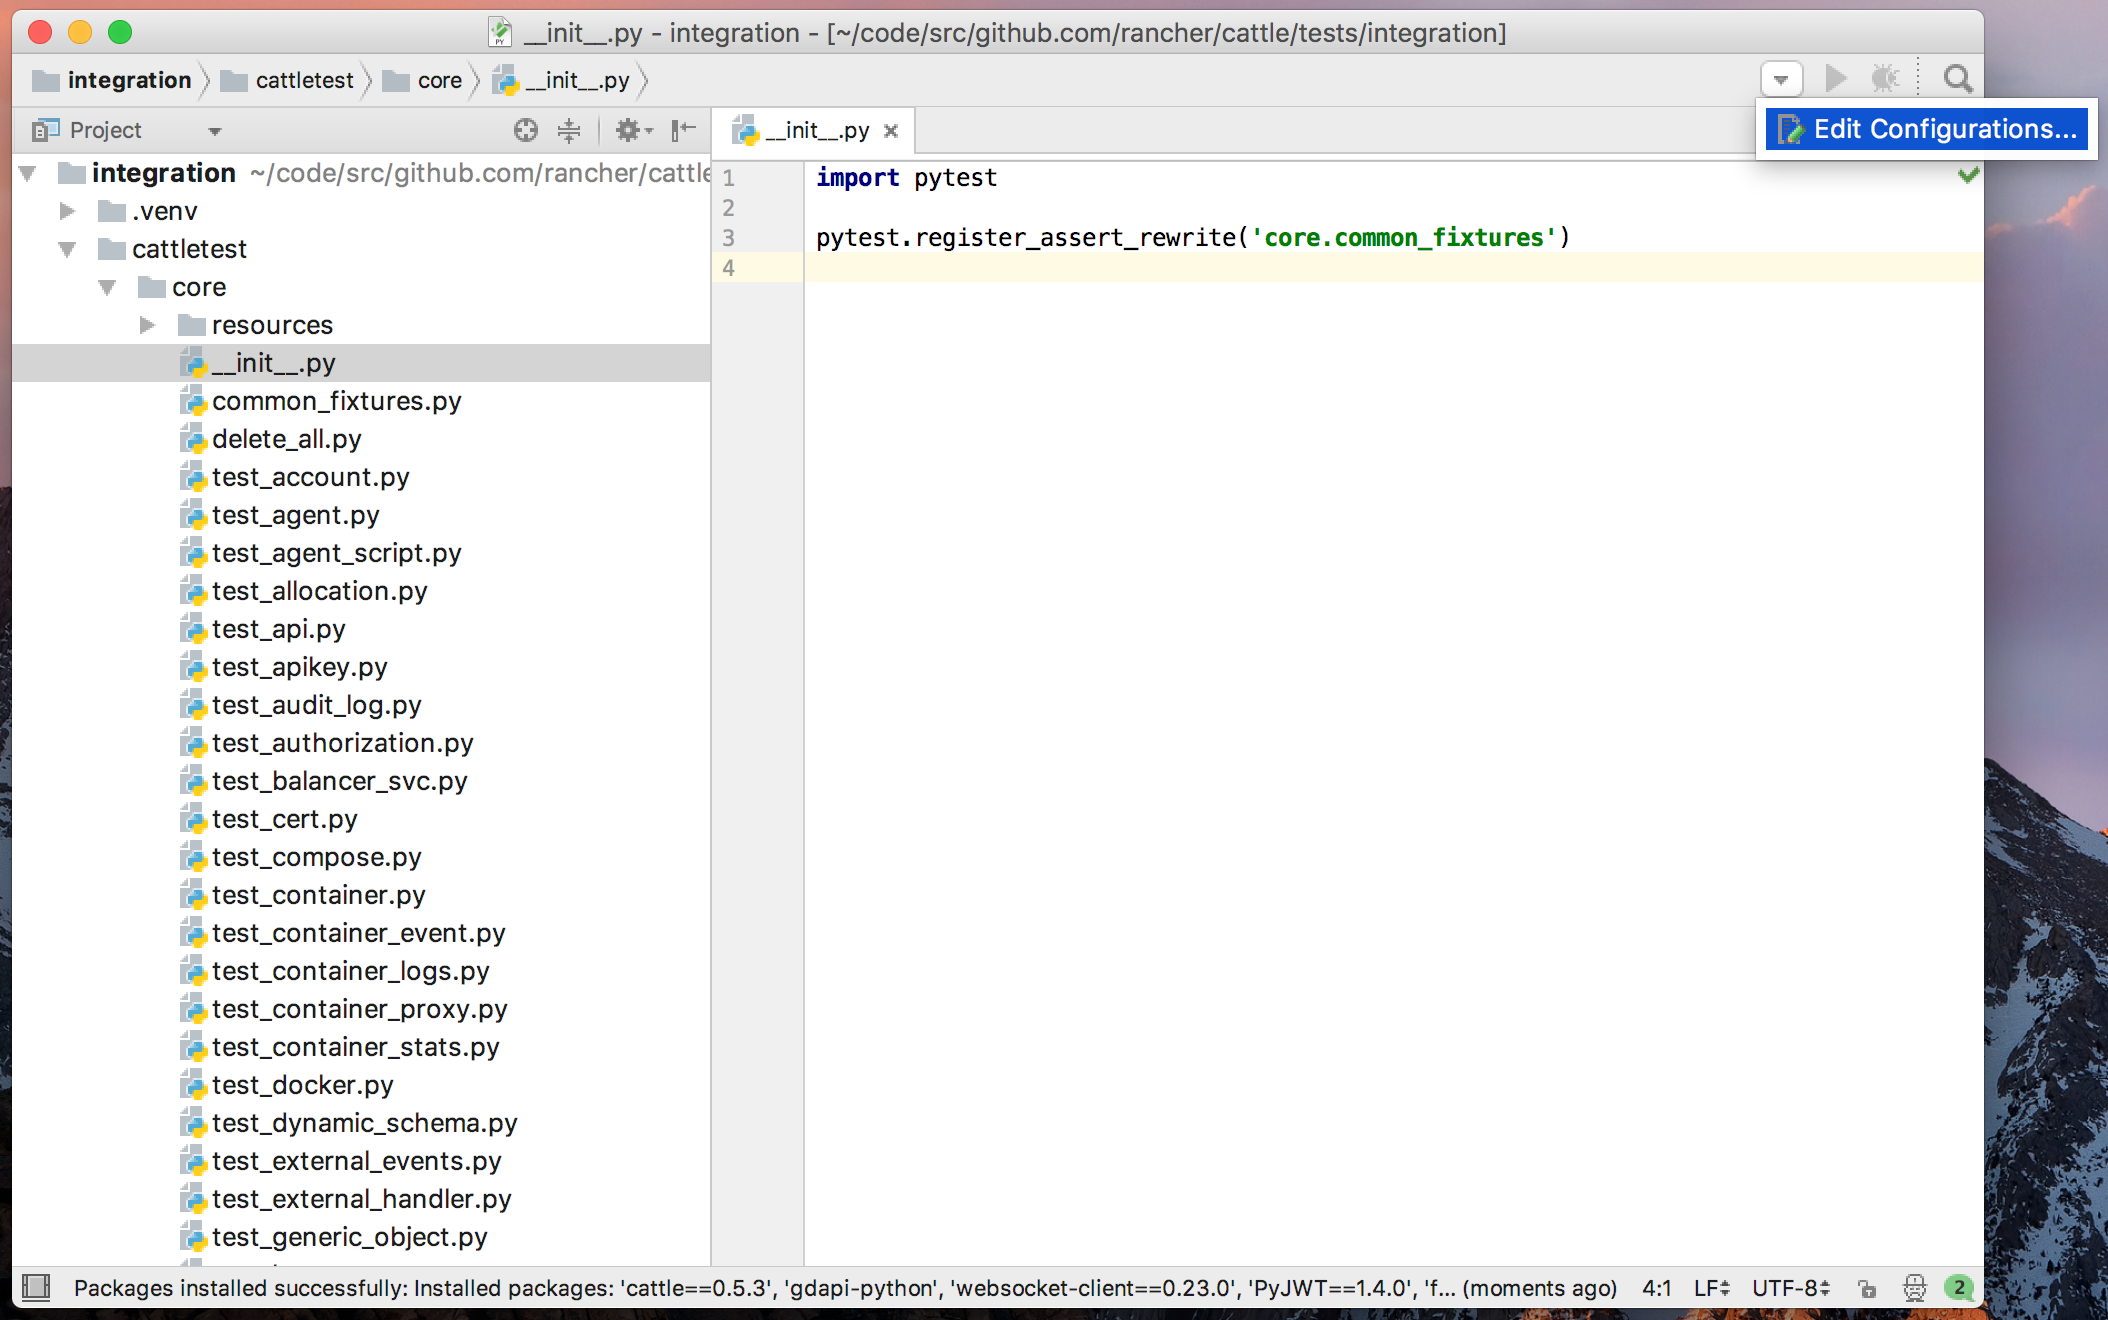 __init__.py - integration - [~/code/src/github.com/rancher/cattle/tests/integration]
integration cattletest core __init__.py
Edit Configurations...
Project
__init__.py
integration ~/code/src/github.com/rancher/cattle
.venv
cattletest
core
resources
__init__.py
common_fixtures.py
delete_all.py
test_account.py
test_agent.py
test_agent_script.py
test_allocation.py
test_api.py
test_apikey.py
test_audit_log.py
test_authorization.py
test_balancer_svc.py
test_cert.py
test_compose.py
test_container.py
test_container_event.py
test_container_logs.py
test_container_proxy.py
test_container_stats.py
test_docker.py
test_dynamic_schema.py
test_external_events.py
test_external_handler.py
test_generic_object.py
1 import pytest
2
3 pytest.register_assert_rewrite('core.common_fixtures')
4
Packages installed successfully: Installed packages: 'cattle==0.5.3', 'gdapi-python', 'websocket-client==0.23.0', 'PyJWT==1.4.0', 'f... (moments ago) 4:1 LF UTF-8 2